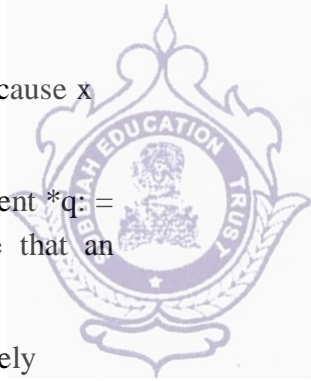 cause x
ent *q: =
that an
ely
EDUCATION TRUST